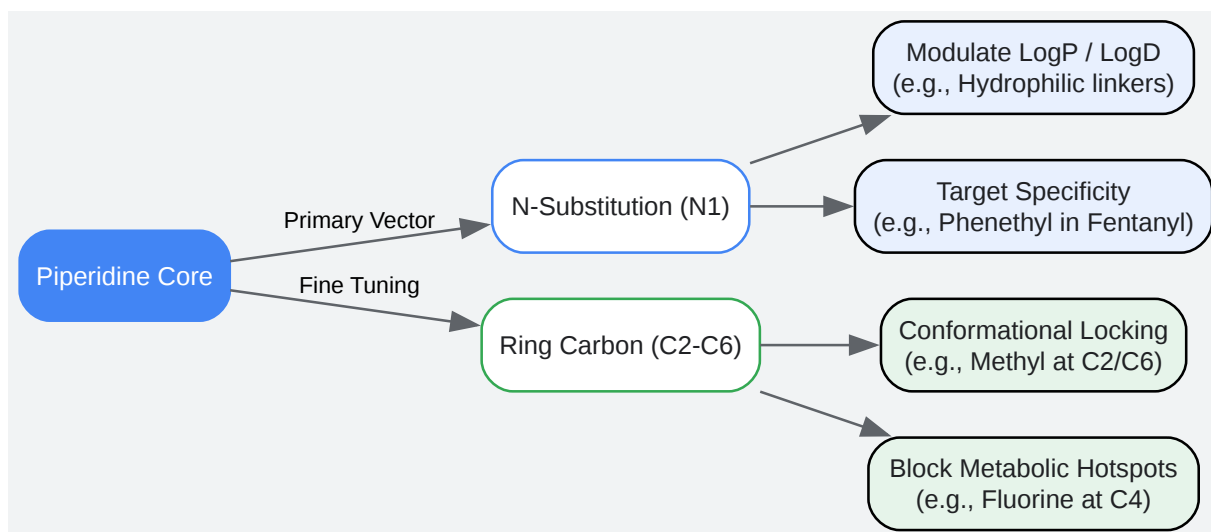 Piperidine Core
Primary Vector
Fine Tuning
N-Substitution (N1)
Ring Carbon (C2-C6)
Modulate LogP / LogD
(e.g., Hydrophilic linkers)
Target Specificity
(e.g., Phenethyl in Fentanyl)
Conformational Locking
(e.g., Methyl at C2/C6)
Block Metabolic Hotspots
(e.g., Fluorine at C4)